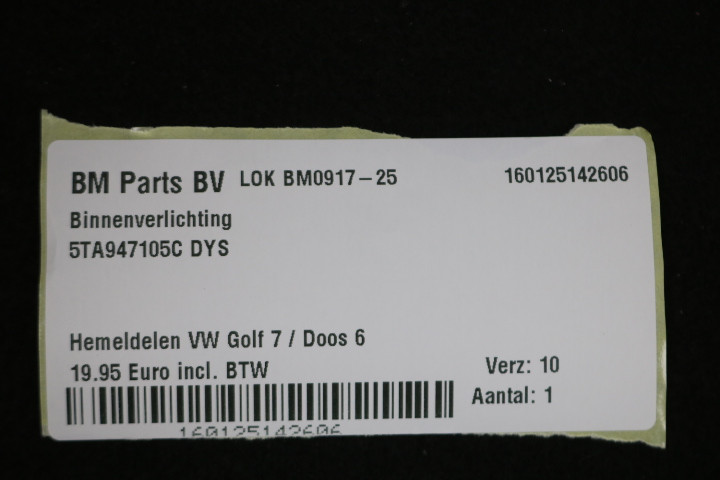 BM Parts BV LOK BM0917-25 160125142606
Binnenverlichting
5TA947105C DYS
Hemeldelen VW Golf 7 / Doos 6
19.95 Euro incl. BTW Verz: 10
Aantal: 1
160125142606